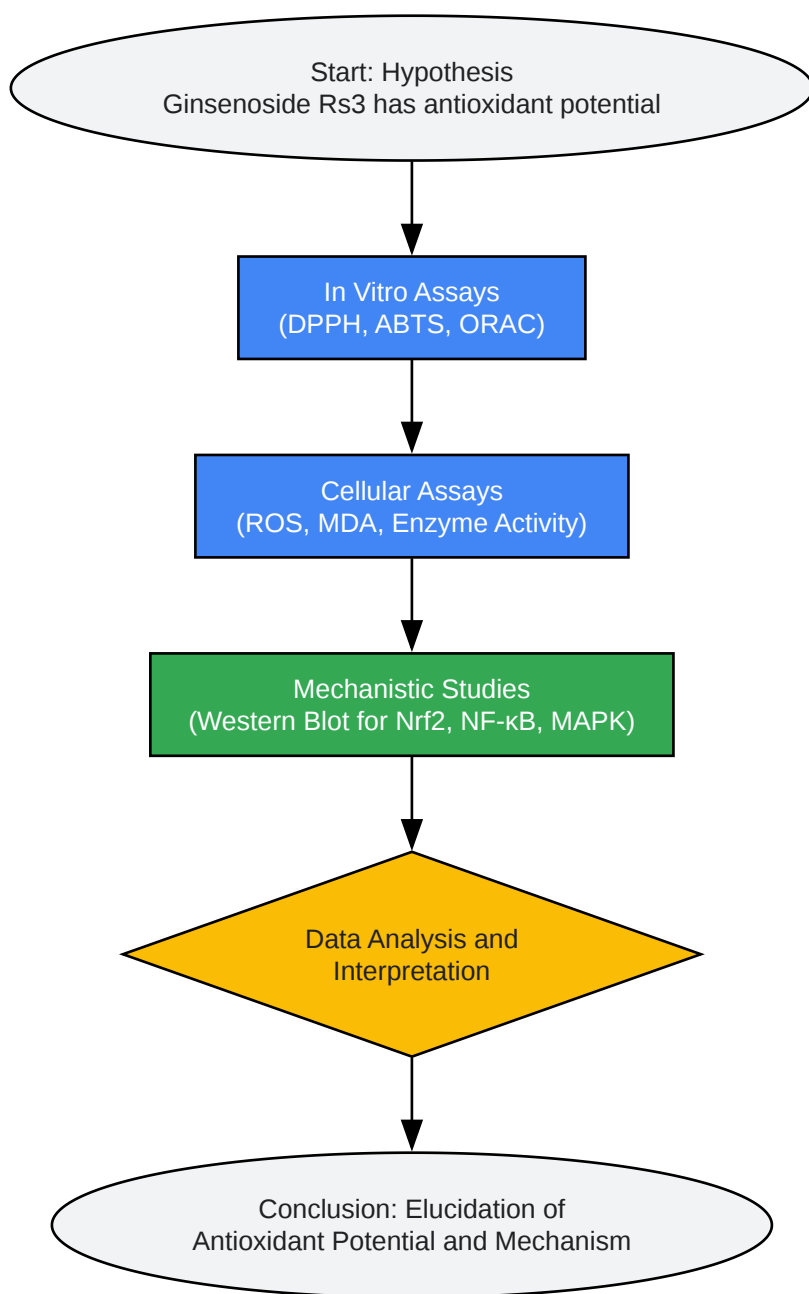 Start: Hypothesis
Ginsenoside Rs3 has antioxidant potential
In Vitro Assays
(DPPH, ABTS, ORAC)
Cellular Assays
(ROS, MDA, Enzyme Activity)
Mechanistic Studies
(Western Blot for Nrf2, NF-κB, MAPK)
Data Analysis and
Interpretation
Conclusion: Elucidation of
Antioxidant Potential and Mechanism